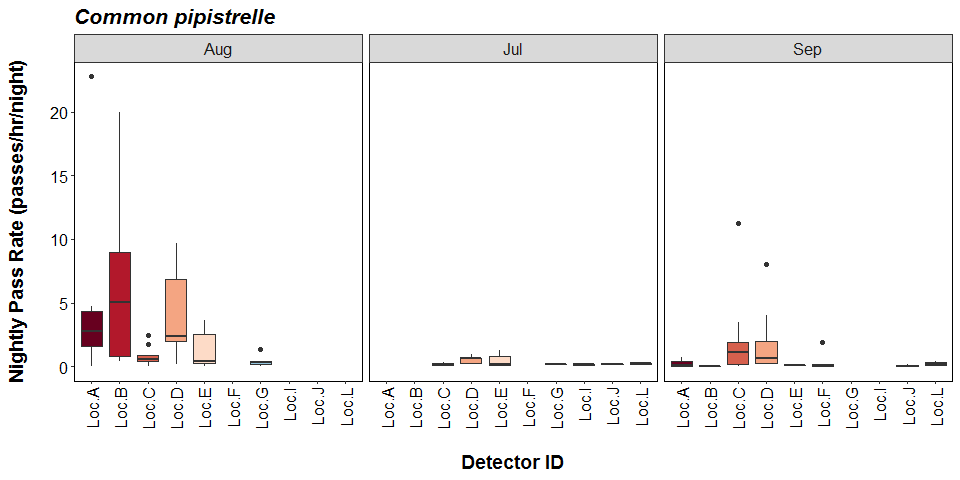 Common pipistrelle
Aug Jul Sep
Nightly Pass Rate (passes/hr/night)
20
15
10
5
0
Loc.A Loc.B Loc.C Loc.D Loc.E Loc.F Loc.G Loc.I Loc.J Loc.L Loc.A Loc.B Loc.C Loc.D Loc.E Loc.F Loc.G Loc.I Loc.J Loc.L Loc.A Loc.B Loc.C Loc.D Loc.E Loc.F Loc.G Loc.I Loc.J Loc.L
Detector ID